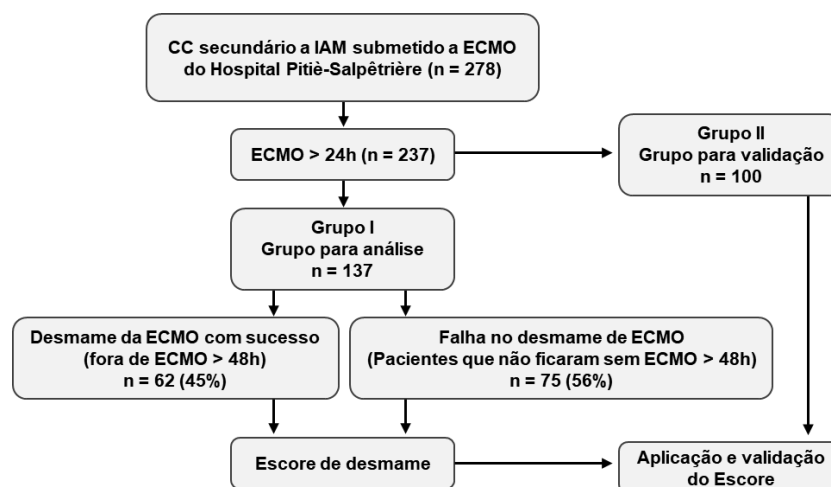 CC secundário a IAM submetido a ECMO
do Hospital Pitiè-Salpêtrière (n = 278)
ECMO > 24h (n = 237)
Grupo II
Grupo para validação
n = 100
Grupo I
Grupo para análise
n = 137
Desmame da ECMO com sucesso
(fora de ECMO > 48h)
n = 62 (45%)
Falha no desmame de ECMO
(Pacientes que não ficaram sem ECMO > 48h)
n = 75 (56%)
Escore de desmame
Aplicação e validação
do Escore